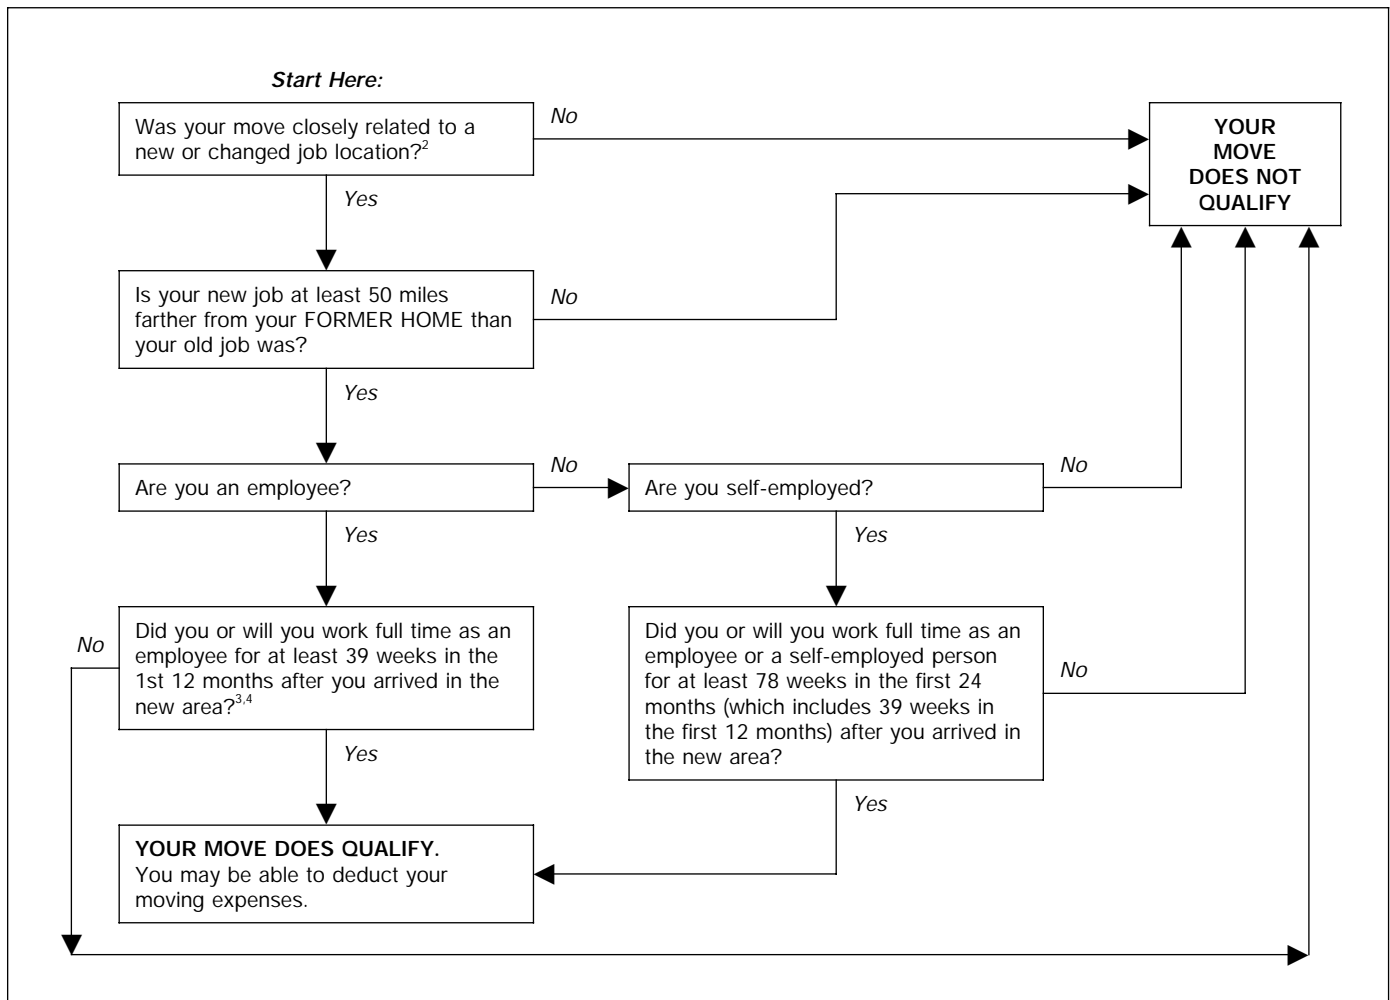 Start Here:
Was your move closely related to a
new or changed job location?2
No
YOUR
MOVE
DOES NOT
QUALIFY
Yes
Is your new job at least 50 miles
farther from your FORMER HOME than
your old job was?
No
Yes
Are you an employee?
No
Are you self-employed?
No
Yes
Yes
No
Did you or will you work full time as an
employee for at least 39 weeks in the
1st 12 months after you arrived in the
new area?3,4
Did you or will you work full time as an
employee or a self-employed person
for at least 78 weeks in the first 24
months (which includes 39 weeks in
the first 12 months) after you arrived in
the new area?
No
Yes
Yes
YOUR MOVE DOES QUALIFY.
You may be able to deduct your
moving expenses.